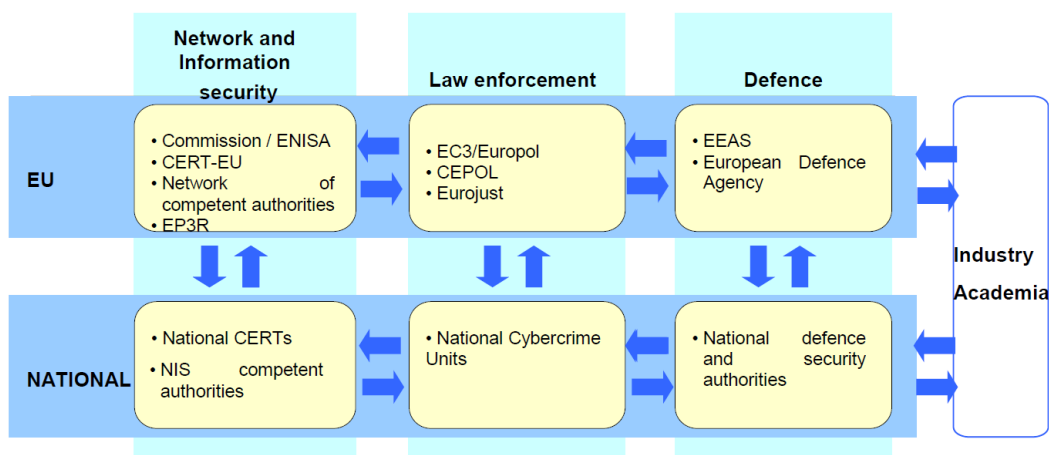 Network and
Information
security
Law enforcement
Defence
EU
• Commission / ENISA
• CERT-EU
• Network of
competent authorities
• EP3R
• EC3/Europol
• CEPOL
• Eurojust
• EEAS
• European Defence
Agency
Industry
Academia
NATIONAL
• National CERTs
• NIS competent
authorities
• National Cybercrime
Units
• National defence
and security
authorities